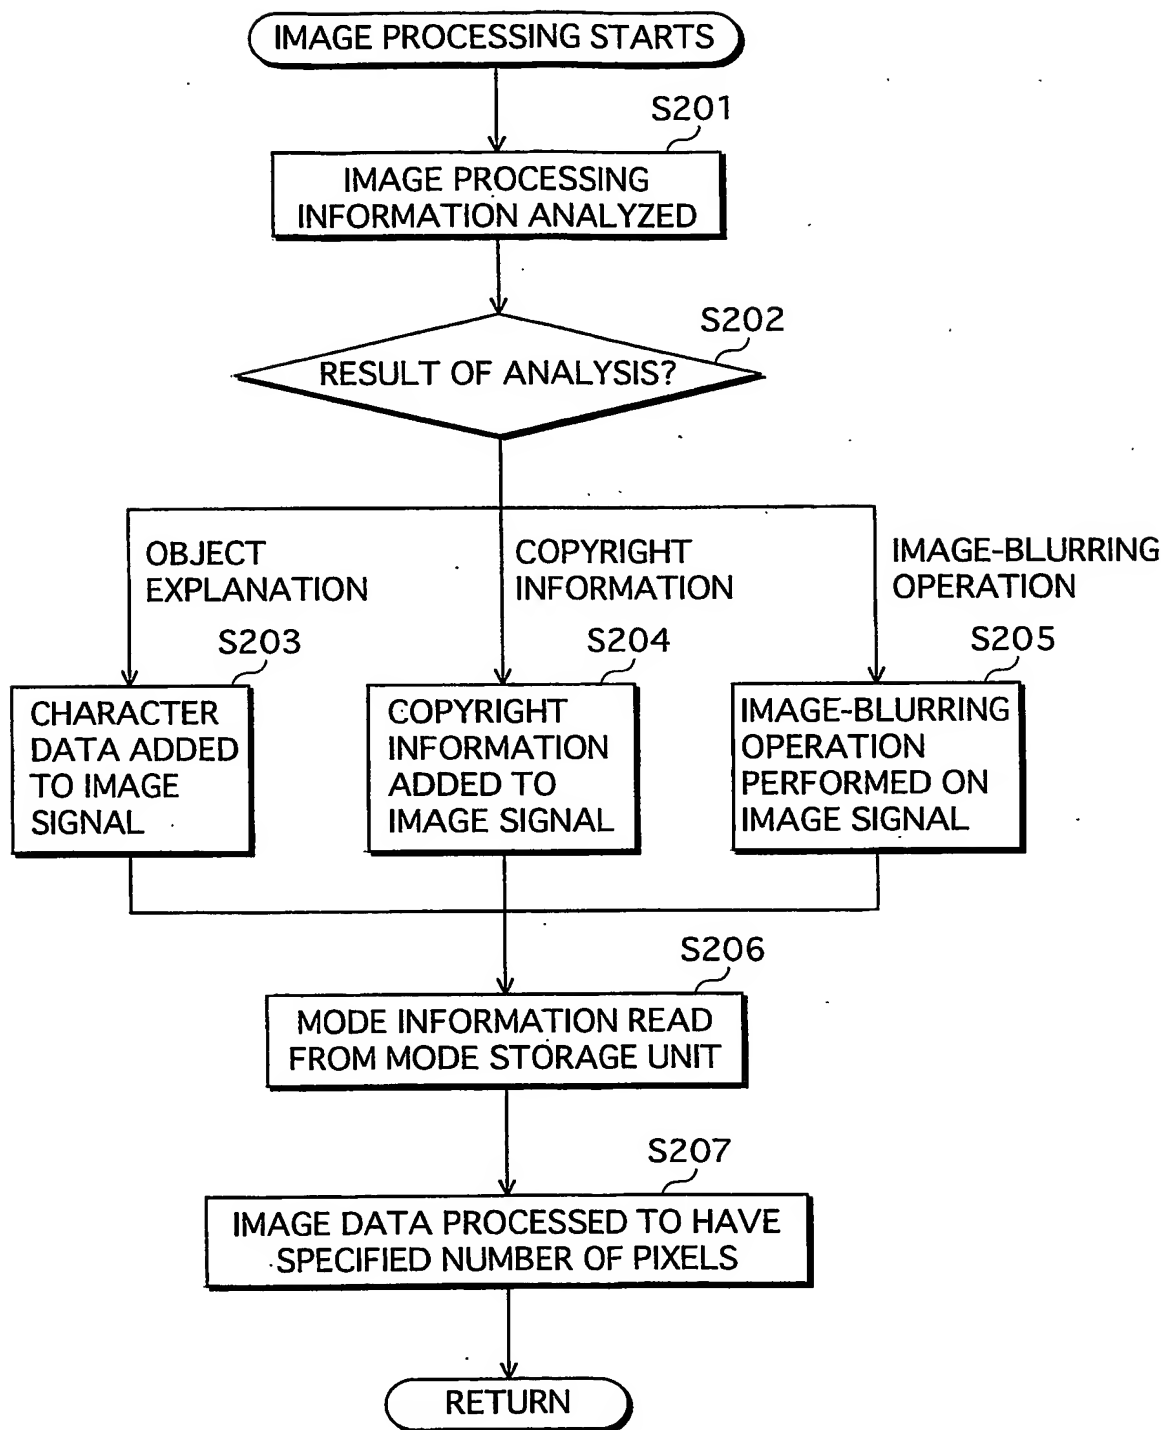 IMAGE PROCESSING STARTS
S201
IMAGE PROCESSING
INFORMATION ANALYZED
S202
RESULT OF ANALYSIS?
OBJECT
EXPLANATION
COPYRIGHT
INFORMATION
IMAGE-BLURRING
OPERATION
S203
CHARACTER
DATA ADDED
TO IMAGE
SIGNAL
S204
COPYRIGHT
INFORMATION
ADDED TO
IMAGE SIGNAL
S205
IMAGE-BLURRING
OPERATION
PERFORMED ON
IMAGE SIGNAL
S206
MODE INFORMATION READ
FROM MODE STORAGE UNIT
S207
IMAGE DATA PROCESSED TO HAVE
SPECIFIED NUMBER OF PIXELS
RETURN